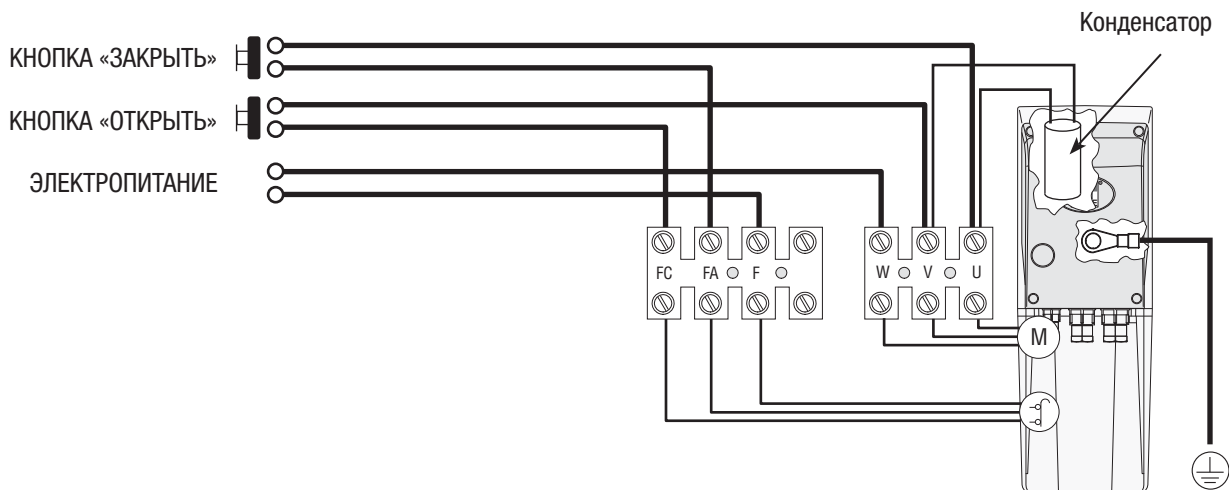 Конденсатор
КНОПКА «ЗАКРЫТЬ»
КНОПКА «ОТКРЫТЬ»
ЭЛЕКТРОПИТАНИЕ
FC FA F W V U
M